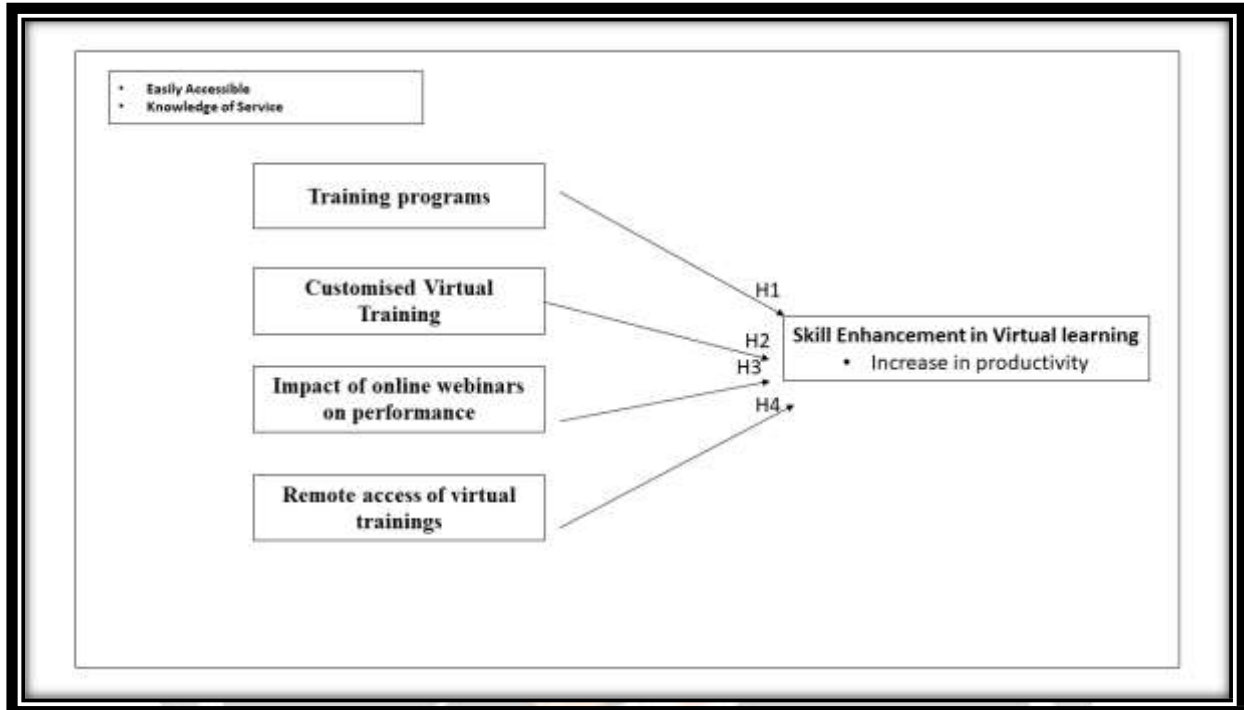 • Easily Accessible
• Knowledge of Service
Training programs
Customised Virtual
Training
Impact of online webinars
on performance
Remote access of virtual
trainings
H1
H2
H3
H4
Skill Enhancement in Virtual learning
• Increase in productivity